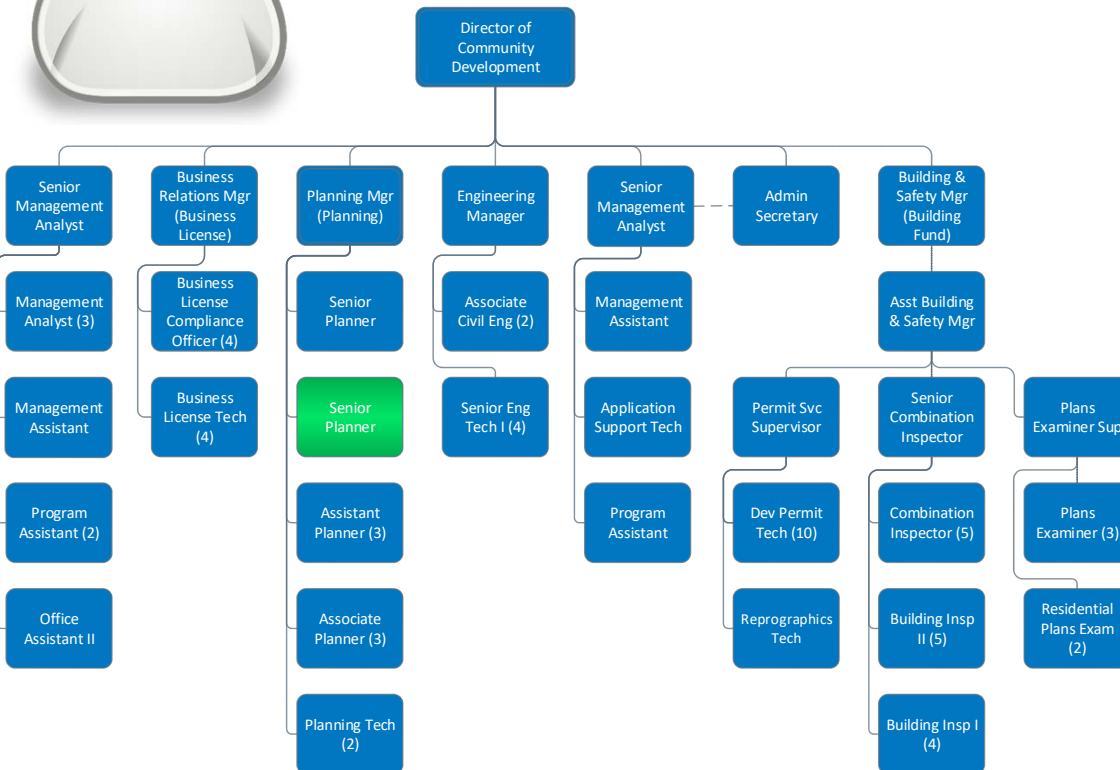 Director of
Community
Development
Senior
Management
Analyst
Business
Relations Mgr
(Business
License)
Planning Mgr
(Planning)
Engineering
Manager
Senior
Management
Analyst
Admin
Secretary
Building &
Safety Mgr
(Building
Fund)
Management
Analyst (3)
Business
License
Compliance
Officer (4)
Senior
Planner
Associate
Civil Eng (2)
Management
Assistant
Asst Building
& Safety Mgr
Management
Assistant
Business
License Tech
(4)
Senior
Planner
Senior Eng
Tech I (4)
Application
Support Tech
Permit Svc
Supervisor
Senior
Combination
Inspector
Plans
Examiner Sup
Program
Assistant (2)
Assistant
Planner (3)
Program
Assistant
Dev Permit
Tech (10)
Combination
Inspector (5)
Plans
Examiner (3)
Office
Assistant II
Associate
Planner (3)
Reprographics
Tech
Building Insp
II (5)
Residential
Plans Exam
(2)
Planning Tech
(2)
Building Insp I
(4)